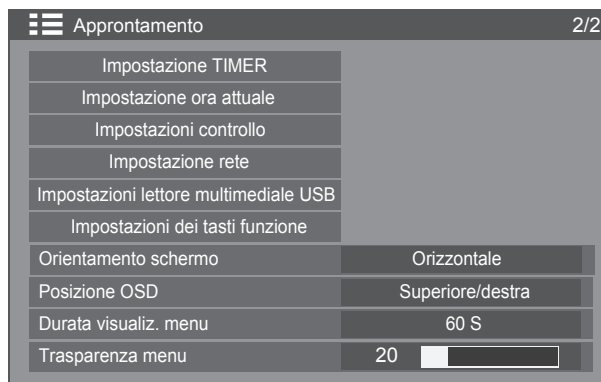 Approntamento 2/2
Impostazione TIMER
Impostazione ora attuale
Impostazioni controllo
Impostazione rete
Impostazioni lettore multimediale USB
Impostazioni dei tasti funzione
Orientamento schermo Orizzontale
Posizione OSD Superiore/destra
Durata visualiz. menu 60 S
Trasparenza menu 20